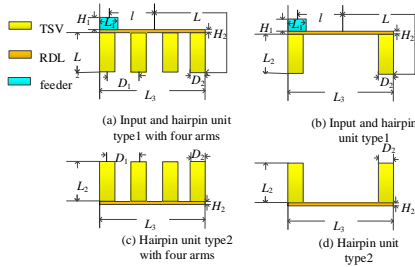 TSV
RDL
feeder
H1
L1
l
L
L2
H2
D1
D2
L3
(a) Input and hairpin unit
type1 with four arms
H1
l
L
L2
H2
D2
L3
(b) Input and hairpin
unit type1
D1
D2
L2
H2
L3
(c) Hairpin unit type2
with four arms
D2
L2
H2
L3
(d) Hairpin unit
type2